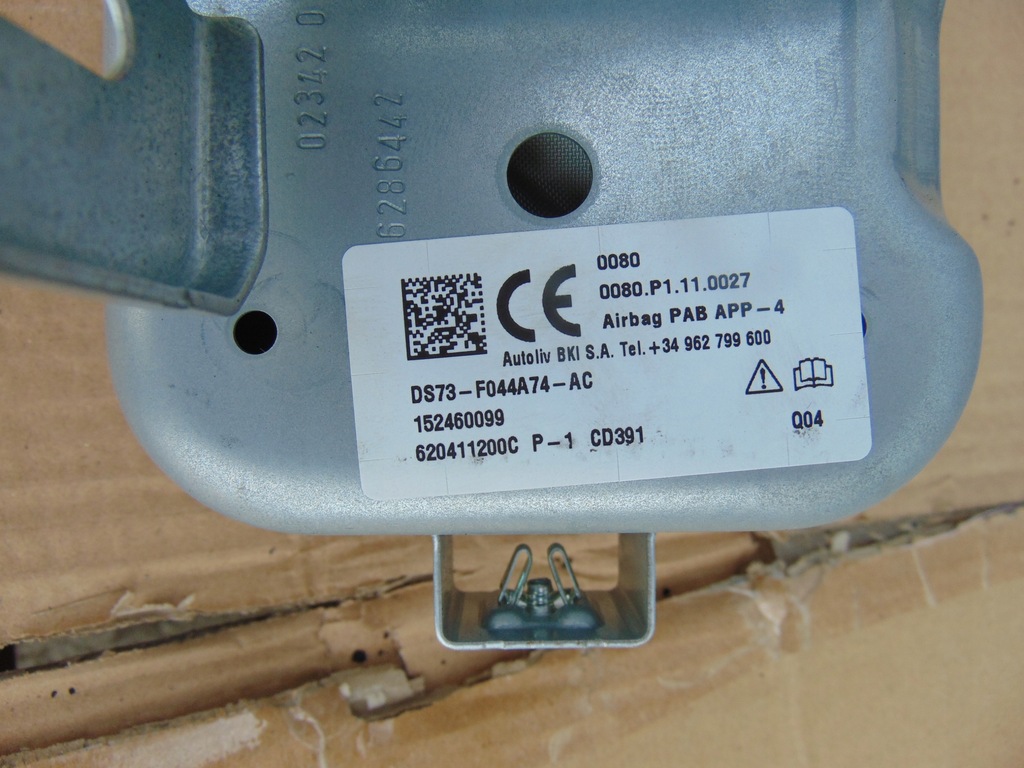 02342 0
6286442
CE
0080
0080.P1.11.0027
Airbag PAB APP-4
Autoliv BKI S.A. Tel.+34 962 799 600
DS73-F044A74-AC
152460099
620411200C P-1 CD391
Q04